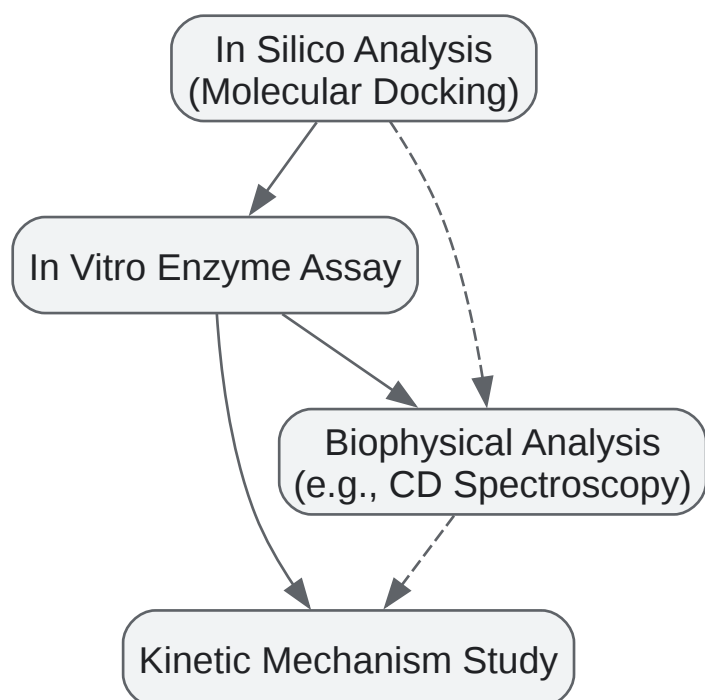 In Silico Analysis
(Molecular Docking)
In Vitro Enzyme Assay
Biophysical Analysis
(e.g., CD Spectroscopy)
Kinetic Mechanism Study